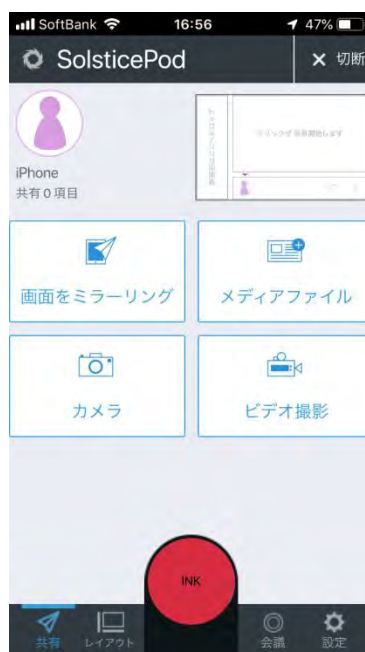 SoftBank 16:56 47%
SolsticePod × 切断
iPhone
共有 0 項目
画面をミラーリング
メディアファイル
カメラ
ビデオ撮影
INK
共有 レイアウト 会議 設定